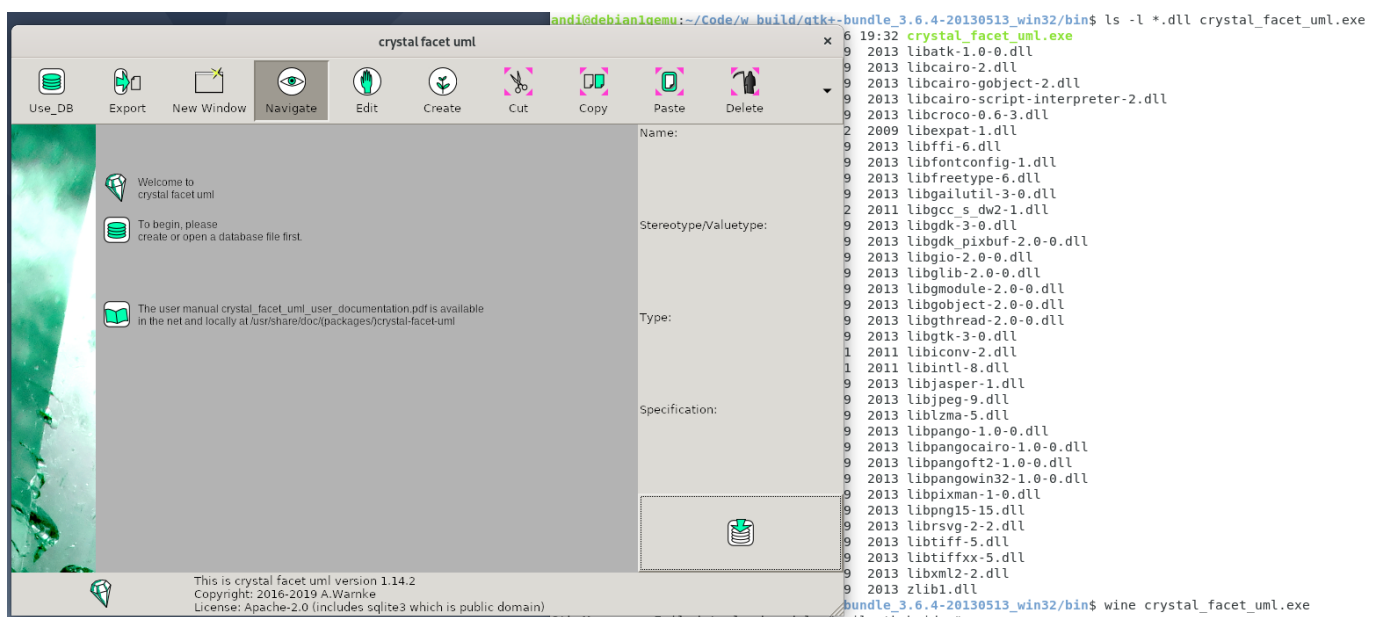 crystal facet uml
×
Use_DB
Export
New Window
Navigate
Edit
Create
Cut
Copy
Paste
Delete
Welcome to
crystal facet uml
To begin, please
create or open a database file first.
The user manual crystal_facet_uml_user_documentation.pdf is available
in the net and locally at /usr/share/doc/(packages/)crystal-facet-uml
Name:
Stereotype/Valuetype:
Type:
Specification:
This is crystal facet uml version 1.14.2
Copyright: 2016-2019 A.Warnke
License: Apache-2.0 (includes sqlite3 which is public domain)
andi@debian1qemu:~/Code/w_build/gtk+-bundle_3.6.4-20130513_win32/bin$ ls -l *.dll crystal_facet_uml.exe
6 19:32 crystal_facet_uml.exe
9 2013 libatk-1.0-0.dll
9 2013 libcairo-2.dll
9 2013 libcairo-gobject-2.dll
9 2013 libcairo-script-interpreter-2.dll
9 2013 libcroco-0.6-3.dll
2 2009 libexpat-1.dll
9 2013 libffi-6.dll
9 2013 libfontconfig-1.dll
9 2013 libfreetype-6.dll
9 2013 libgailutil-3-0.dll
2 2011 libgcc_s_dw2-1.dll
9 2013 libgdk-3-0.dll
9 2013 libgdk_pixbuf-2.0-0.dll
9 2013 libgio-2.0-0.dll
9 2013 libglib-2.0-0.dll
9 2013 libgmodule-2.0-0.dll
9 2013 libgobject-2.0-0.dll
9 2013 libgthread-2.0-0.dll
9 2013 libgtk-3-0.dll
1 2011 libiconv-2.dll
1 2011 libintl-8.dll
9 2013 libjasper-1.dll
9 2013 libjpeg-9.dll
9 2013 liblzma-5.dll
9 2013 libpango-1.0-0.dll
9 2013 libpangocairo-1.0-0.dll
9 2013 libpangoft2-1.0-0.dll
9 2013 libpangowin32-1.0-0.dll
9 2013 libpixman-1-0.dll
9 2013 libpng15-15.dll
9 2013 librsvg-2-2.dll
9 2013 libtiff-5.dll
9 2013 libtiffxx-5.dll
9 2013 libxml2-2.dll
9 2013 zlib1.dll
bundle_3.6.4-20130513_win32/bin$ wine crystal_facet_uml.exe